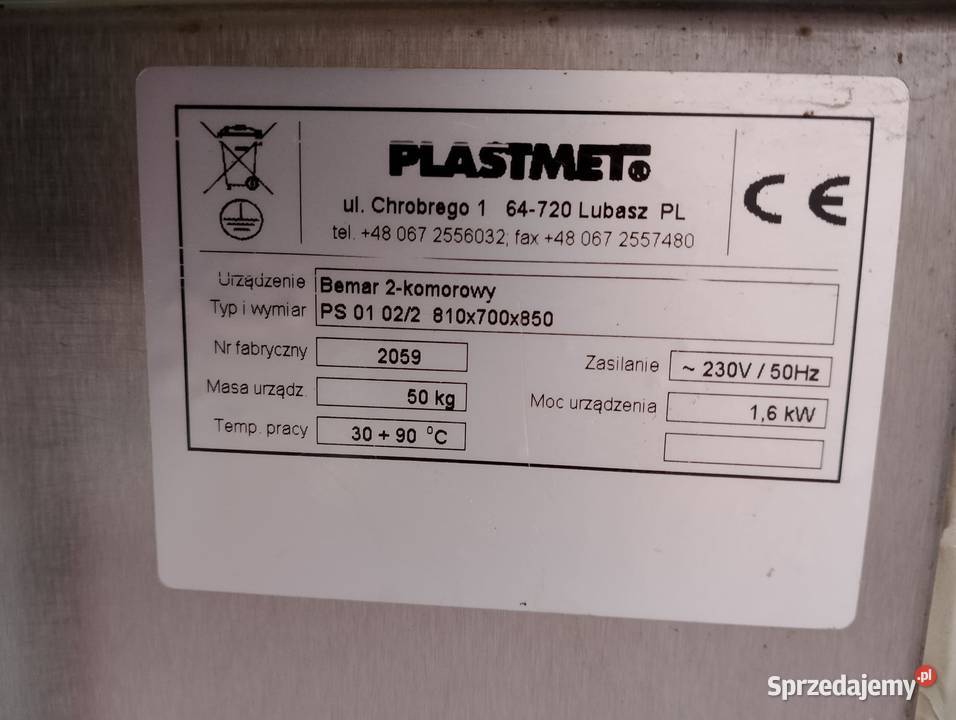 PLASTMET®
ul. Chrobrego 1 64-720 Lubasz PL
tel. +48 067 2556032; fax +48 067 2557480
CE
Urządzenie Bemar 2-komorowy
Typ i wymiar PS 01 02/2 810x700x850
Nr fabryczny 2059
Zasilanie ~ 230V / 50Hz
Masa urządz. 50 kg
Moc urządzenia 1,6 kW
Temp. pracy 30 + 90 °C
Sprzedajemy.pl